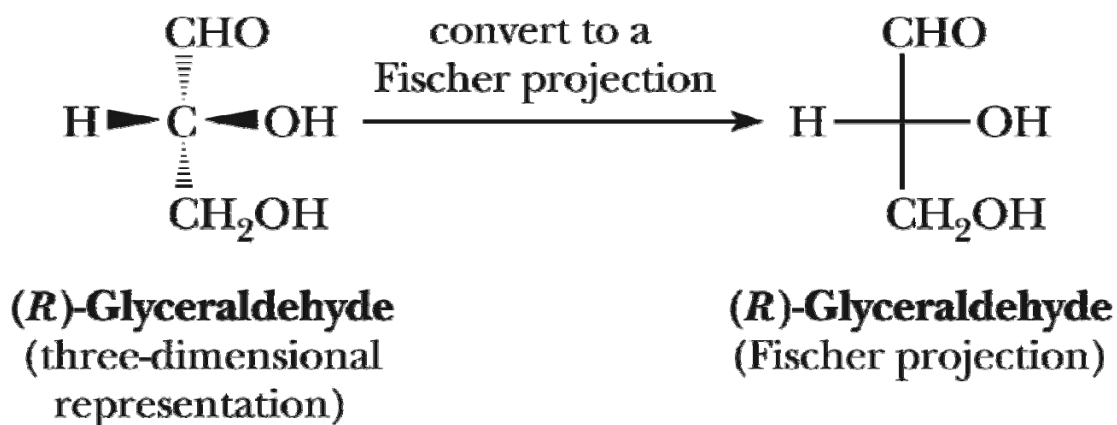 CHO
H C OH
CH₂OH
convert to a
Fischer projection
CHO
H OH
CH₂OH
(R)-Glyceraldehyde
(three-dimensional
representation)
(R)-Glyceraldehyde
(Fischer projection)